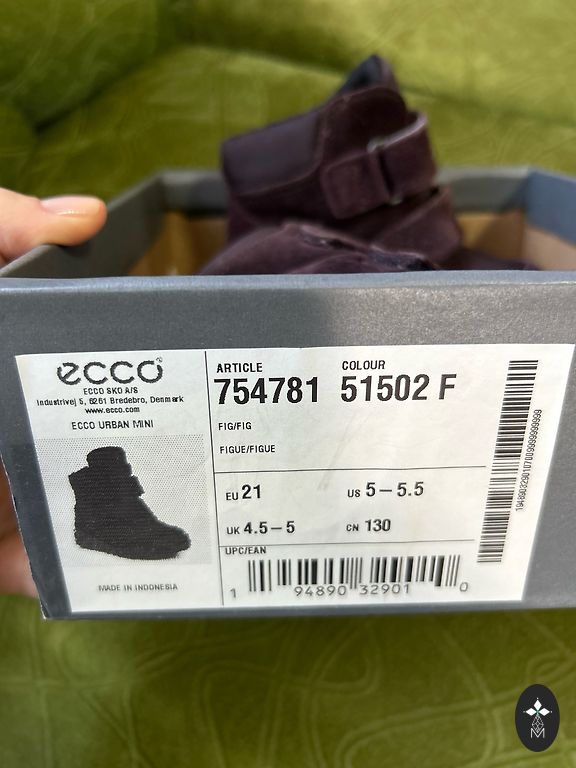 ecco
ECCO SKO A/S
Industrivej 5, 6261 Bredebro, Denmark
www.ecco.com
ECCO URBAN MINI
MADE IN INDONESIA
ARTICLE COLOUR
754781 51502 F
FIG/FIG
FIGUE/FIGUE
EU 21 US 5 – 5.5
UK 4.5 – 5 CN 130
UPC/EAN
1 94890 32901 0
M